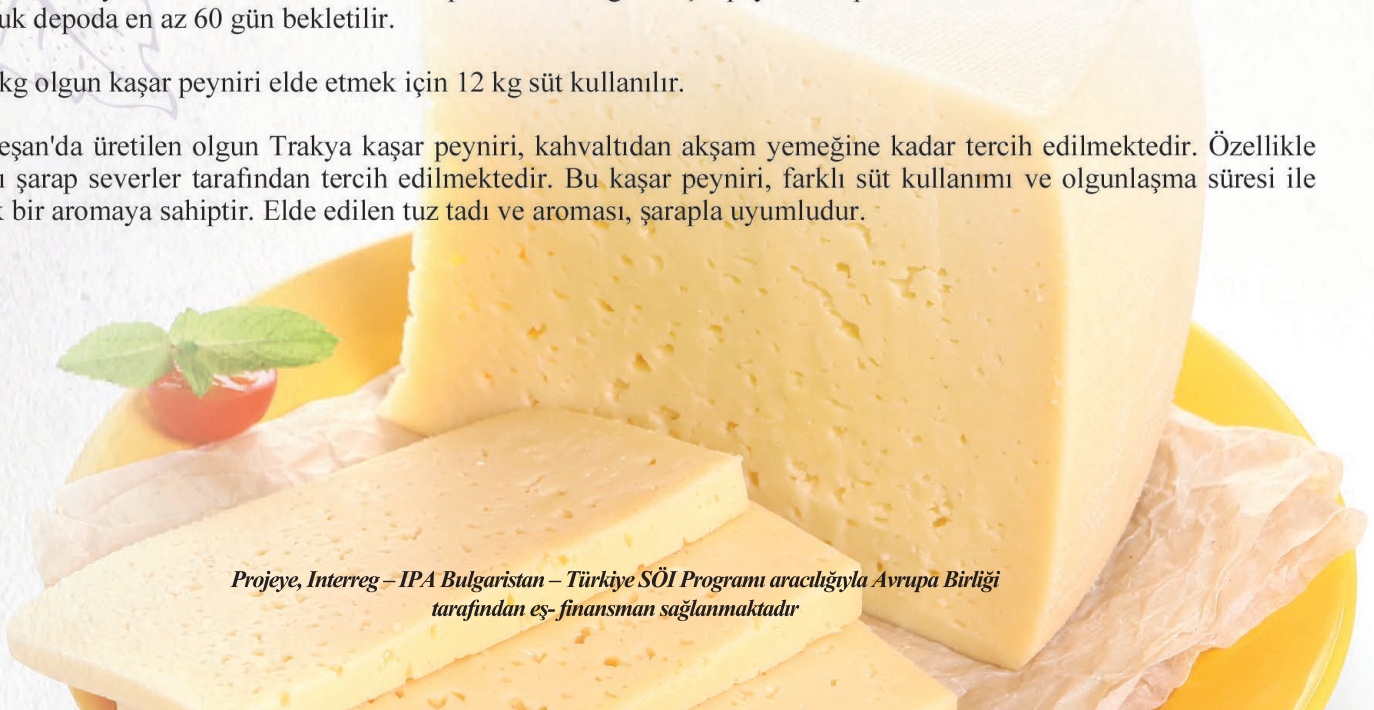 uk depoda en az 60 gün bekletilir.
kg olgun kaşar peyniri elde etmek için 12 kg süt kullanılır.
eşan'da üretilen olgun Trakya kaşar peyniri, kahvaltıdan akşam yemeğine kadar tercih edilmektedir. Özellikle
şarap severler tarafından tercih edilmektedir. Bu kaşar peyniri, farklı süt kullanımı ve olgunlaşma süresi ile
bir aromaya sahiptir. Elde edilen tuz tadı ve aroması, şarapla uyumludur.
Projeye, Interreg – IPA Bulgaristan – Türkiye SÖI Programı aracılığıyla Avrupa Birliği
tarafından eş- finansman sağlanmaktadır